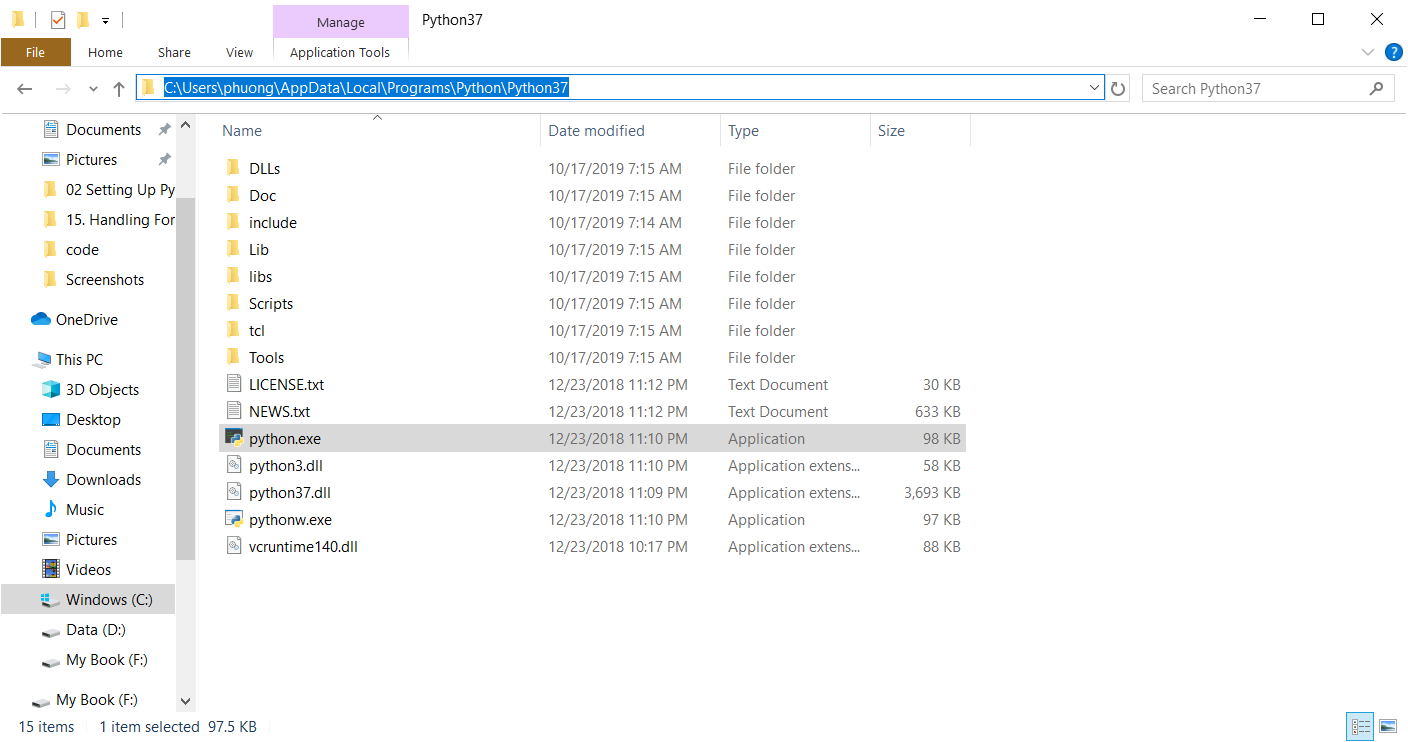 Manage
Python37
File
Home
Share
View
Application Tools
C:\Users\phuong\AppData\Local\Programs\Python\Python37
Search Python37
Documents
Pictures
02 Setting Up Py
15. Handling For
code
Screenshots
OneDrive
This PC
3D Objects
Desktop
Documents
Downloads
Music
Pictures
Videos
Windows (C:)
Data (D:)
My Book (F:)
My Book (F:)
Name Date modified Type Size
DLLs 10/17/2019 7:15 AM File folder
Doc 10/17/2019 7:15 AM File folder
include 10/17/2019 7:14 AM File folder
Lib 10/17/2019 7:15 AM File folder
libs 10/17/2019 7:15 AM File folder
Scripts 10/17/2019 7:15 AM File folder
tcl 10/17/2019 7:15 AM File folder
Tools 10/17/2019 7:15 AM File folder
LICENSE.txt 12/23/2018 11:12 PM Text Document 30 KB
NEWS.txt 12/23/2018 11:12 PM Text Document 633 KB
python.exe 12/23/2018 11:10 PM Application 98 KB
python3.dll 12/23/2018 11:10 PM Application extens... 58 KB
python37.dll 12/23/2018 11:09 PM Application extens... 3,693 KB
pythonw.exe 12/23/2018 11:10 PM Application 97 KB
vcruntime140.dll 12/23/2018 10:17 PM Application extens... 88 KB
15 items 1 item selected 97.5 KB